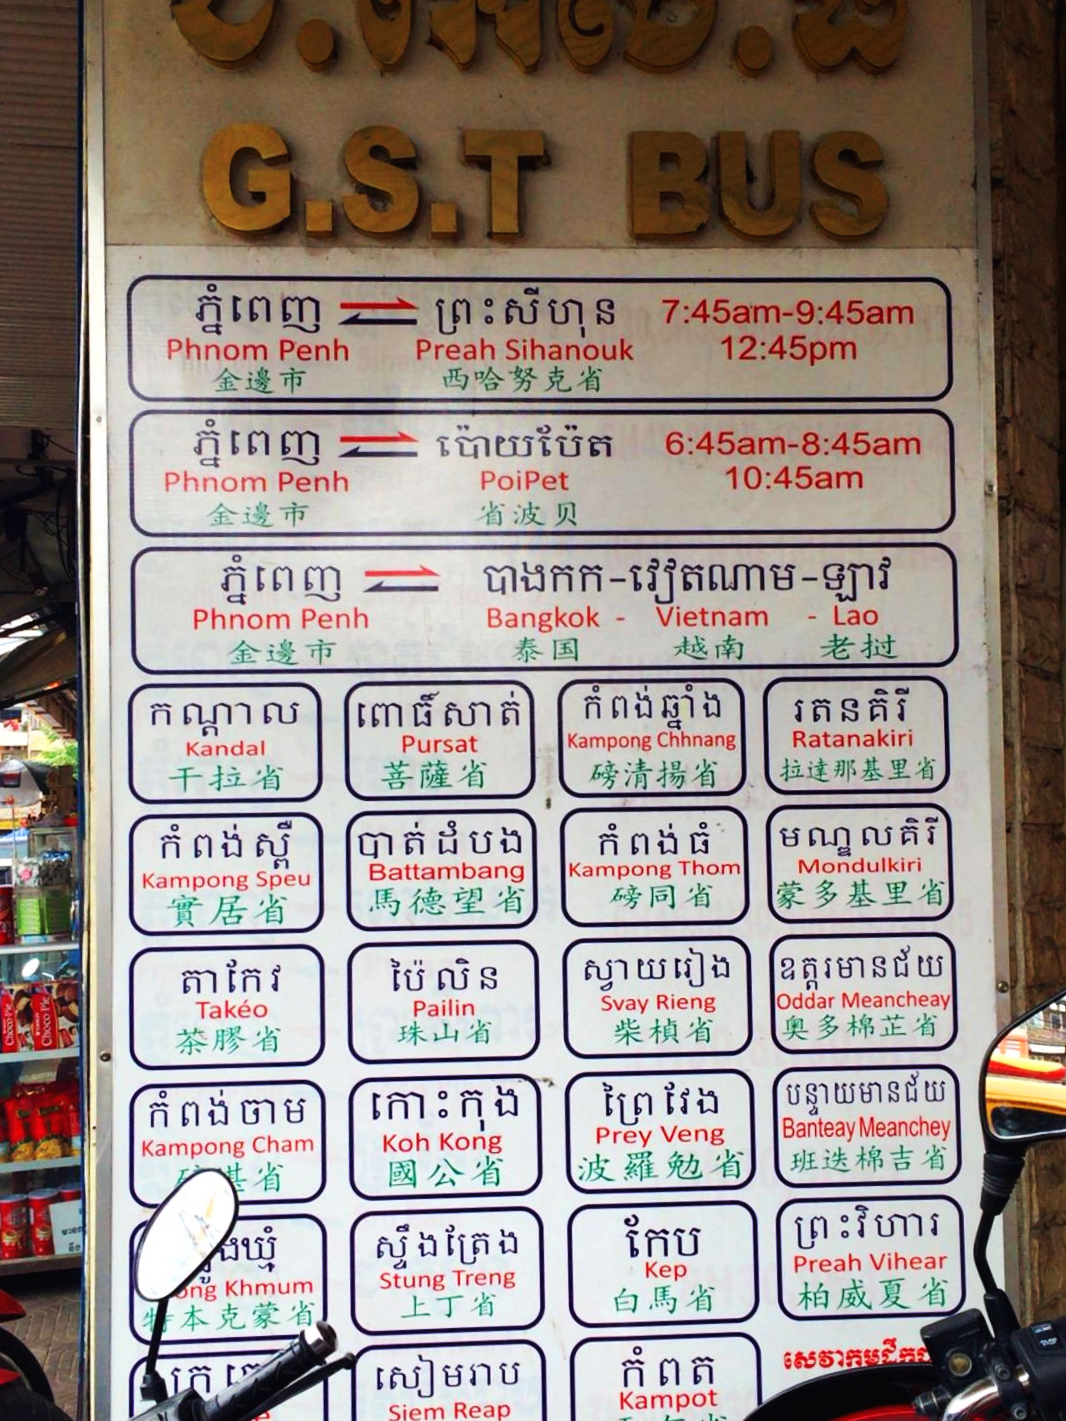 G.S.T BUS
ភ្នំពេញ ព្រះសីហនុ 7:45am-9:45am
Phnom Penh Preah Sihanouk 12:45pm
金邊市 西哈努克省
ភ្នំពេញ ប៉ោយប៉ែត 6:45am-8:45am
Phnom Penh PoiPet 10:45am
金邊市 省波贝
ភ្នំពេញ បាងកក-វៀតណាម-ឡាវ
Phnom Penh Bangkok - Vietnam - Lao
金邊市 泰国 越南 老挝
កណ្តាល ពោធិ៍សាត់ កំពង់ឆ្នាំង រតនគិរី
Kandal Pursat Kampong Chhnang Ratanakiri
干拉省 菩薩省 磅清揚省 拉達那基里省
កំពង់ស្ពឺ បាត់ដំបង កំពង់ធំ មណ្ឌលគិរី
Kampong Speu Battambang Kampong Thom Mondulkiri
實居省 馬德望省 磅同省 蒙多基里省
តាកែវ ប៉ៃលិន ស្វាយរៀង ឧត្តរមានជ័យ
Takéo Pailin Svay Rieng Oddar Meancheay
茶膠省 珠山省 柴楨省 奧多棉芷省
កំពង់ចាម កោះកុង ព្រៃវែង បន្ទាយមានជ័យ
Kampong Cham Koh Kong Prey Veng Banteay Meanchey
省 國公省 波羅勉省 班迭棉吉省
ស្ទឹងត្រែង កែប ព្រះវិហារ
Khmum Stung Treng Kep Preah Vihear
本克蒙省 上丁省 白馬省 柏威夏省
សៀមរាប កំពត
Siem Reap Kampot
Choco Pie
Choco Pie